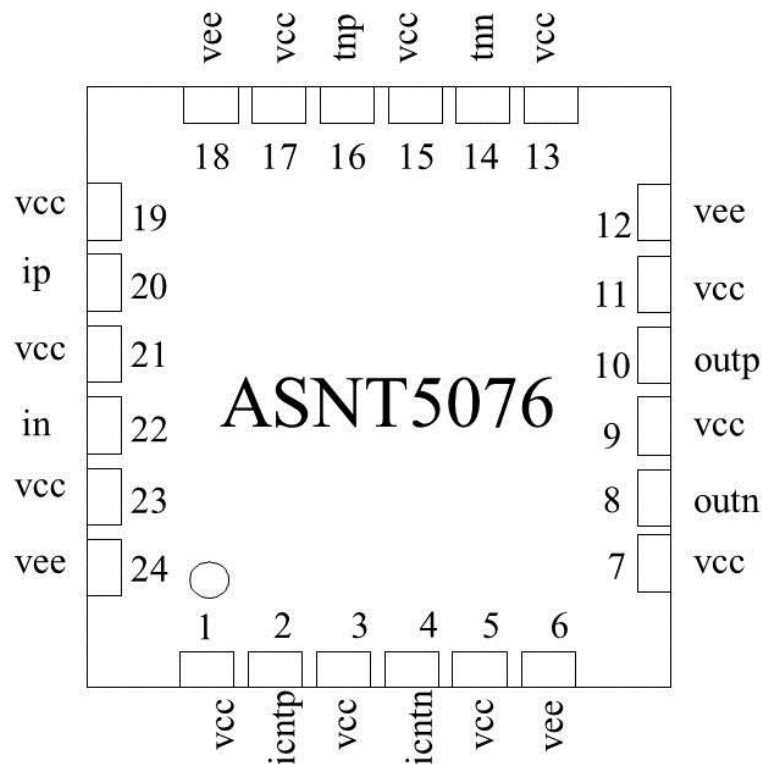 vee vcc tnp vcc tnn vcc
18 17 16 15 14 13
vcc 19 12 vee
ip 20 11 vcc
vcc 21 10 outp
ASNT5076
in 22 9 vcc
vcc 23 8 outn
vee 24 7 vcc
1 2 3 4 5 6
vcc icntp vcc icntn vcc vee